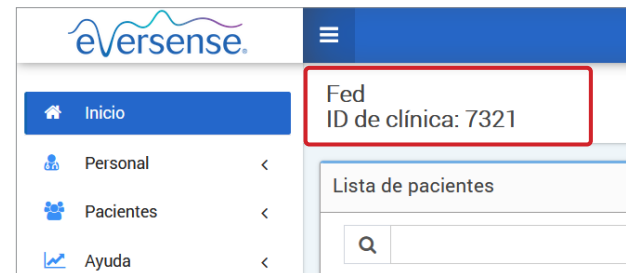 eversense.
Inicio
Personal
Pacientes
Ayuda
Fed
ID de clínica: 7321
Lista de pacientes